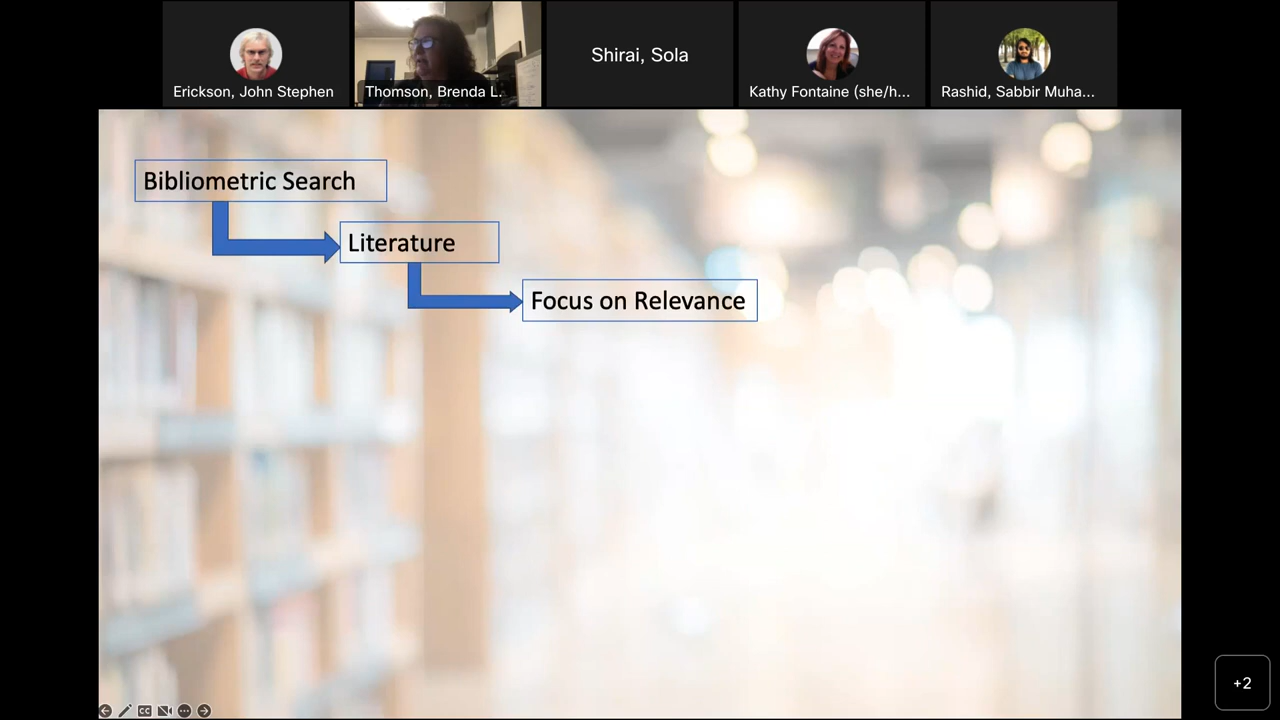 Erickson, John Stephen
Thomson, Brenda L.
Shirai, Sola
Kathy Fontaine (she/h...
Rashid, Sabbir Muha...
Bibliometric Search
Literature
Focus on Relevance
CC
+2